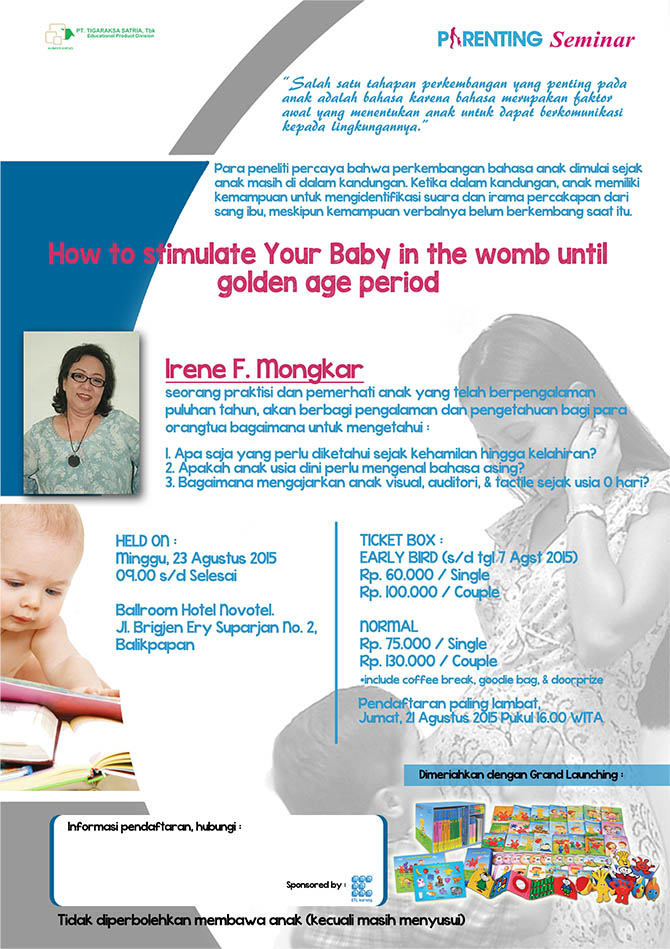 PT. TIGARAKSA SATRIA, Tbk
Educational Product Division
PARENTING Seminar
“Salah satu tahapan perkembangan yang penting pada
anak adalah bahasa karena bahasa merupakan faktor
awal yang menentukan anak untuk dapat berkomunikasi
kepada lingkungannya.”
Para peneliti percaya bahwa perkembangan bahasa anak dimulai sejak
anak masih di dalam kandungan. Ketika dalam kandungan, anak memiliki
kemampuan untuk mengidentifikasi suara dan irama percakapan dari
sang ibu, meskipun kemampuan verbalnya belum berkembang saat itu.
How to stimulate Your Baby in the womb until
golden age period
Irene F. Mongkar
seorang praktisi dan pemerhati anak yang telah berpengalaman
puluhan tahun, akan berbagi pengalaman dan pengetahuan bagi para
orangtua bagaimana untuk mengetahui :
1. Apa saja yang perlu diketahui sejak kehamilan hingga kelahiran?
2. Apakah anak usia dini perlu mengenal bahasa asing?
3. Bagaimana mengajarkan anak visual, auditori, & tactile sejak usia 0 hari?
HELD ON :
Minggu, 23 Agustus 2015
09.00 s/d Selesai
Ballroom Hotel Novotel.
Jl. Brigjen Ery Suparjan No. 2,
Balikpapan
TICKET BOX :
EARLY BIRD (s/d tgl 7 Agst 2015)
Rp. 60.000 / Single
Rp. 100.000 / Couple
NORMAL
Rp. 75.000 / Single
Rp. 130.000 / Couple
*include coffee break, goodie bag, & doorprize
Pendaftaran paling lambat,
Jumat, 21 Agustus 2015 Pukul 16.00 WITA
Dimeriahkan dengan Grand Launching :
Informasi pendaftaran, hubungi :
Sponsored by :
Tidak diperbolehkan membawa anak (kecuali masih menyusui)